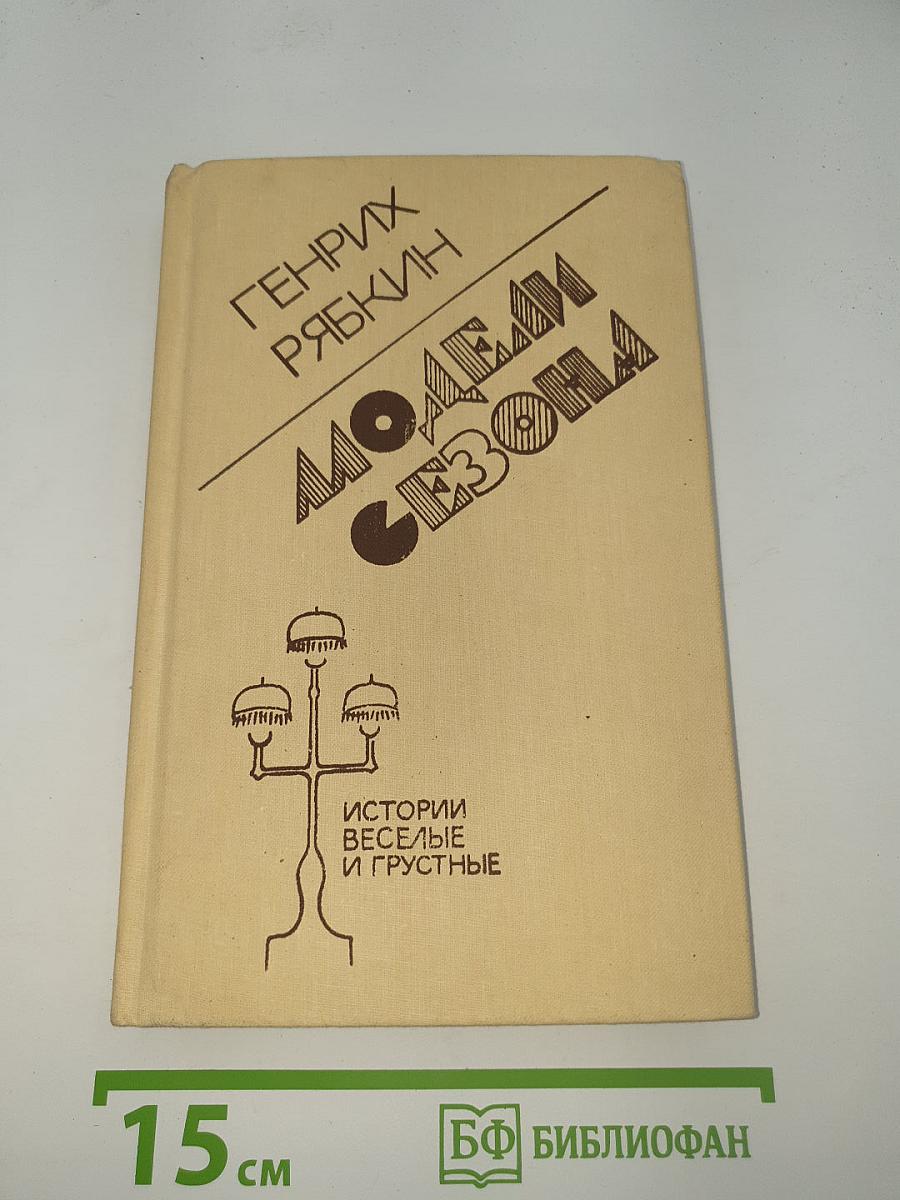 ГЕНРИХ
РЯБКИН
МОДЕЛИ
СЕЗОНА
ИСТОРИИ
ВЕСЕЛЫЕ
И ГРУСТНЫЕ
15 см
БФ БИБЛИОФАН